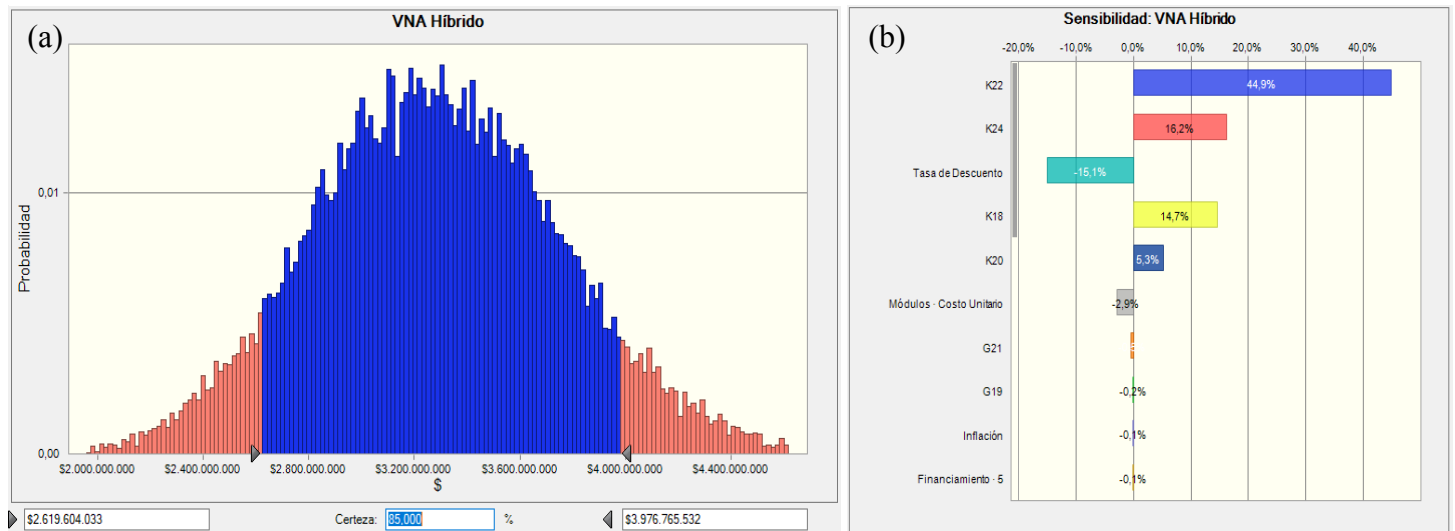 (a)
VNA Híbrido
Probabilidad
0,01
0,00
$2.000.000.000 $2.400.000.000 $2.800.000.000 $3.200.000.000 $3.600.000.000 $4.000.000.000 $4.400.000.000
$
$2.619.604.033 Certeza: 85,000 % $3.976.765.532
(b)
Sensibilidad: VNA Híbrido
-20,0% -10,0% 0,0% 10,0% 20,0% 30,0% 40,0%
K22 44,9%
K24 16,2%
Tasa de Descuento -15,1%
K18 14,7%
K20 5,3%
Módulos - Costo Unitario -2,9%
G21
G19 -0,2%
Inflación -0,1%
Financiamiento - 5 -0,1%